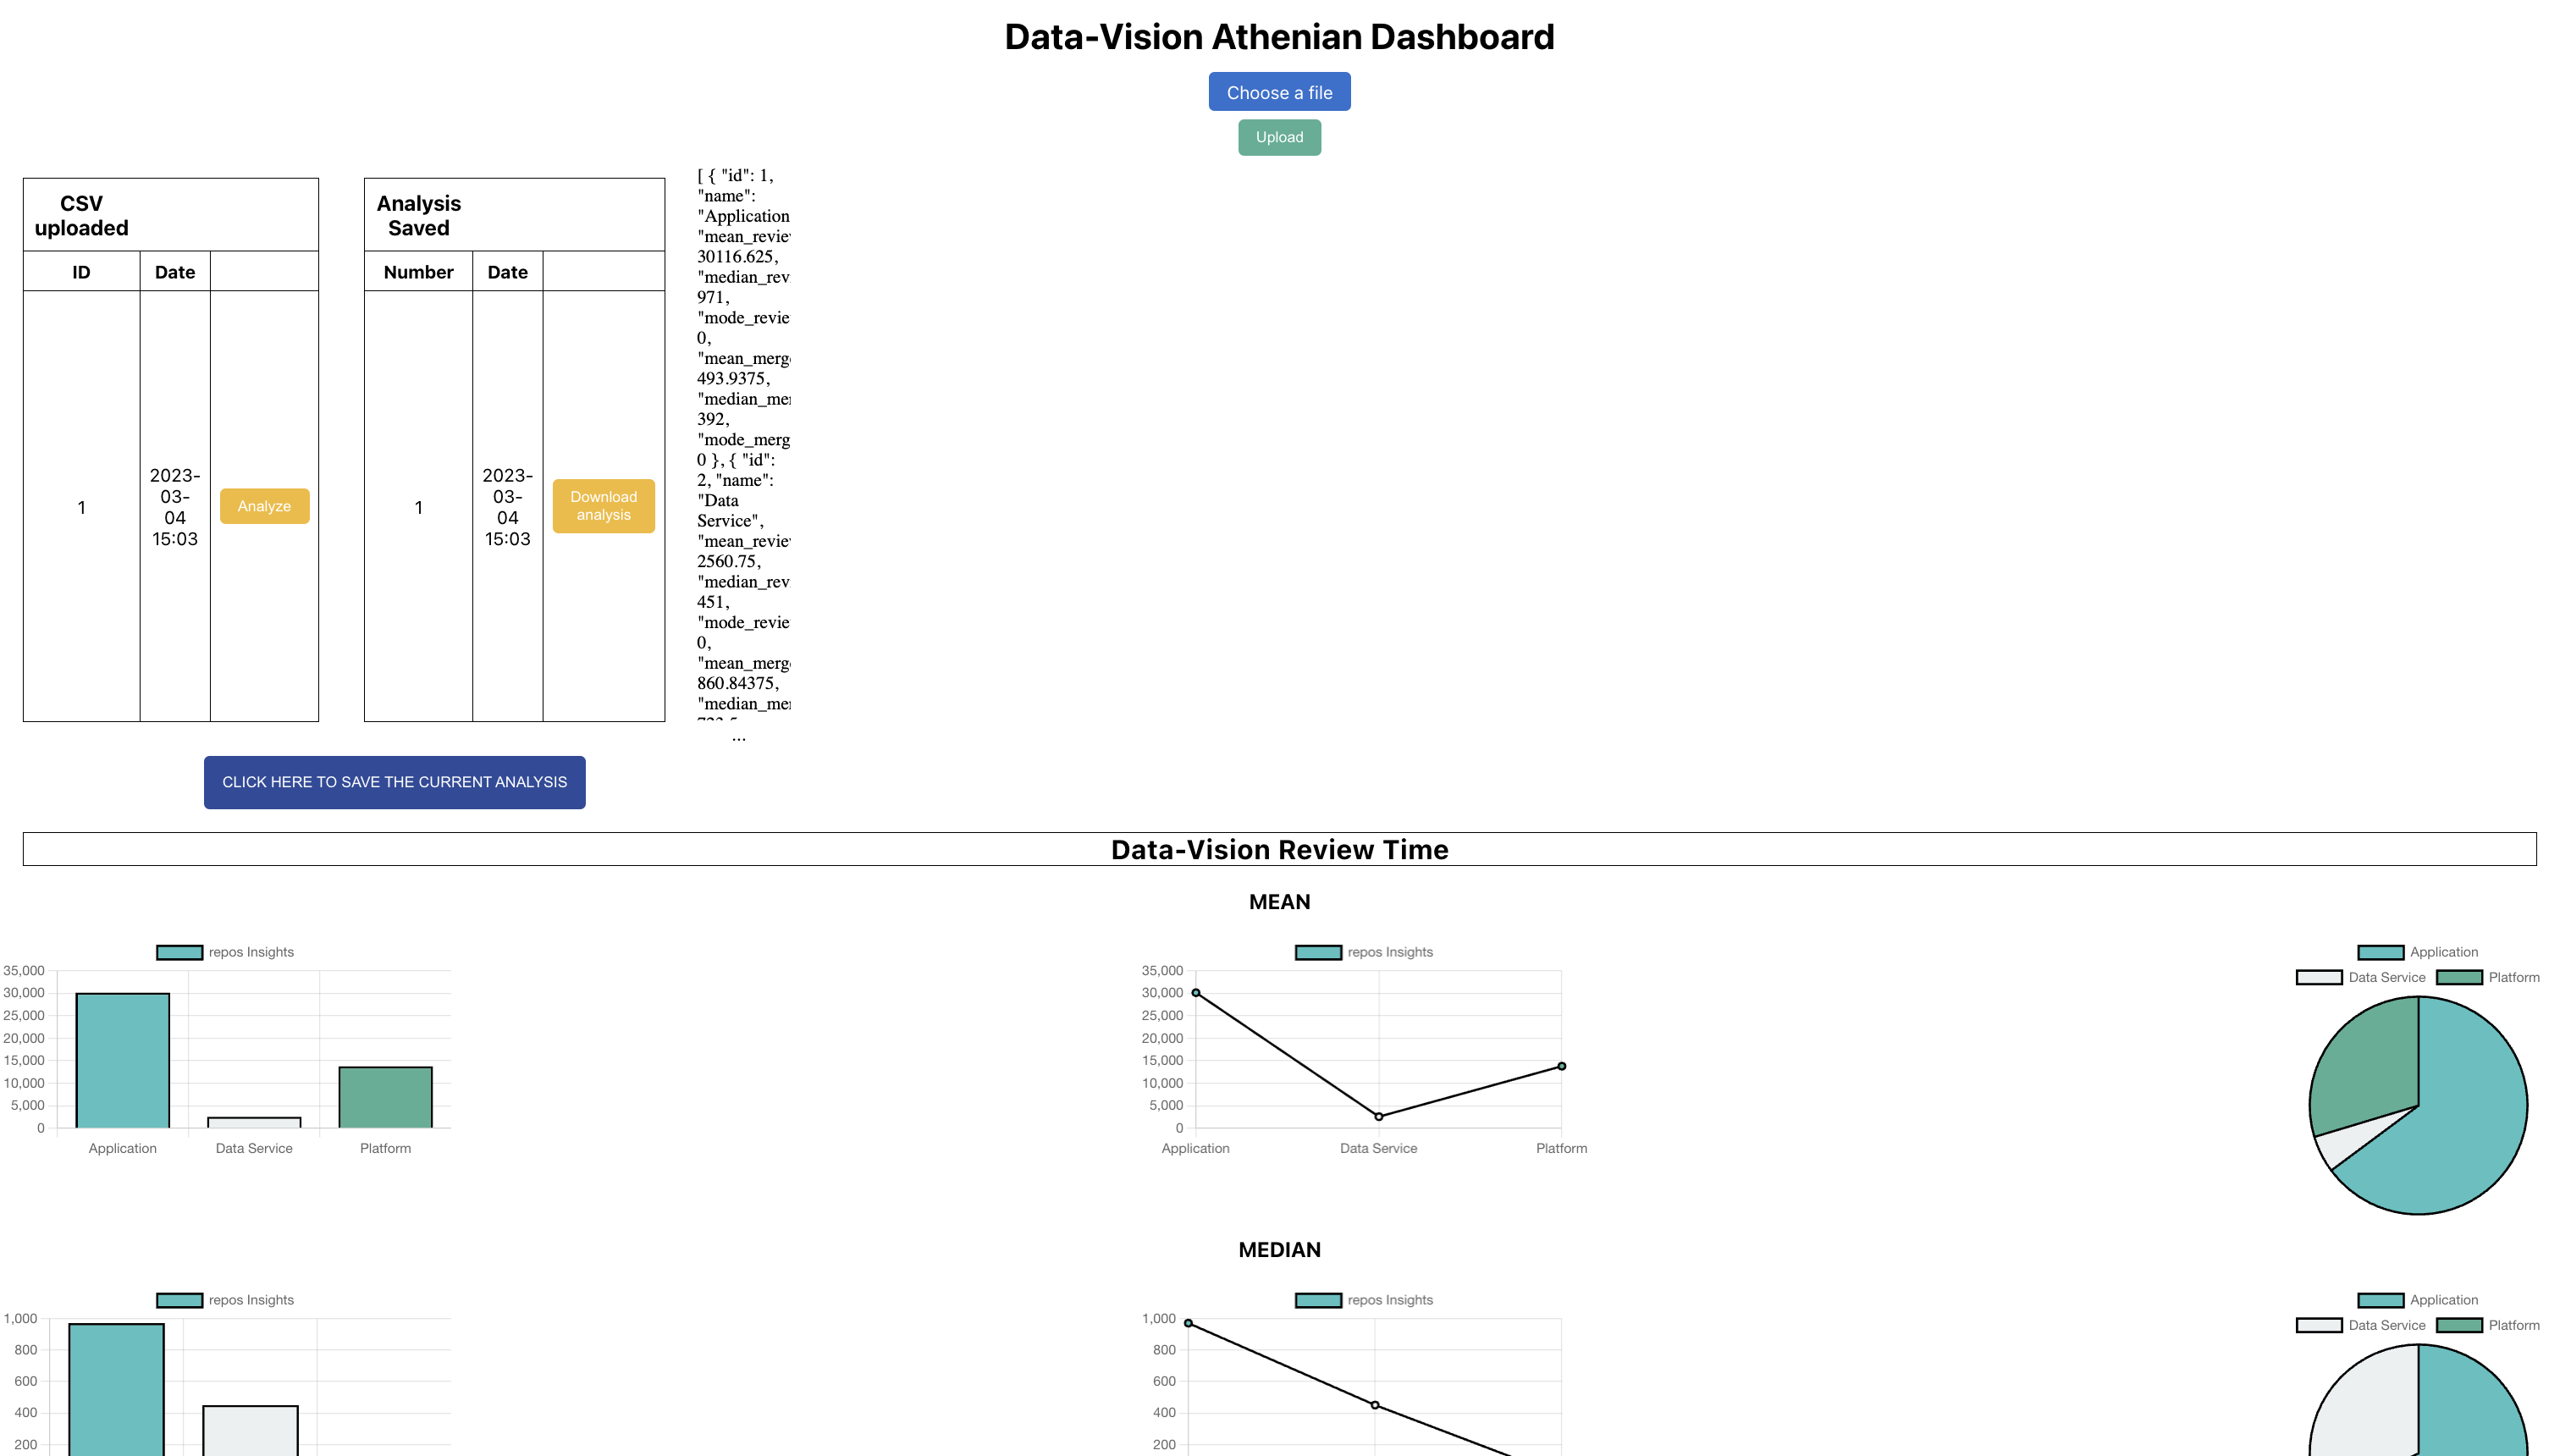 Data-Vision Athenian Dashboard
Choose a file
Upload
CSV
uploaded
ID
Date
1
2023-
03-
04
15:03
Analyze
Analysis
Saved
Number
Date
1
2023-
03-
04
15:03
Download
analysis
[ { "id": 1,
"name":
"Application
"mean_review
30116.625,
"median_rev
971,
"mode_revie
0,
"mean_merge
493.9375,
"median_mer
392,
"mode_merg
0 }, { "id":
2, "name":
"Data
Service",
"mean_review
2560.75,
"median_rev
451,
"mode_revie
0,
"mean_merge
860.84375,
"median_mer
...
CLICK HERE TO SAVE THE CURRENT ANALYSIS
Data-Vision Review Time
MEAN
repos Insights
35,000
30,000
25,000
20,000
15,000
10,000
5,000
0
Application
Data Service
Platform
repos Insights
35,000
30,000
25,000
20,000
15,000
10,000
5,000
0
Application
Data Service
Platform
Application
Data Service
Platform
MEDIAN
repos Insights
1,000
800
600
400
200
repos Insights
1,000
800
600
400
200
Application
Data Service
Platform